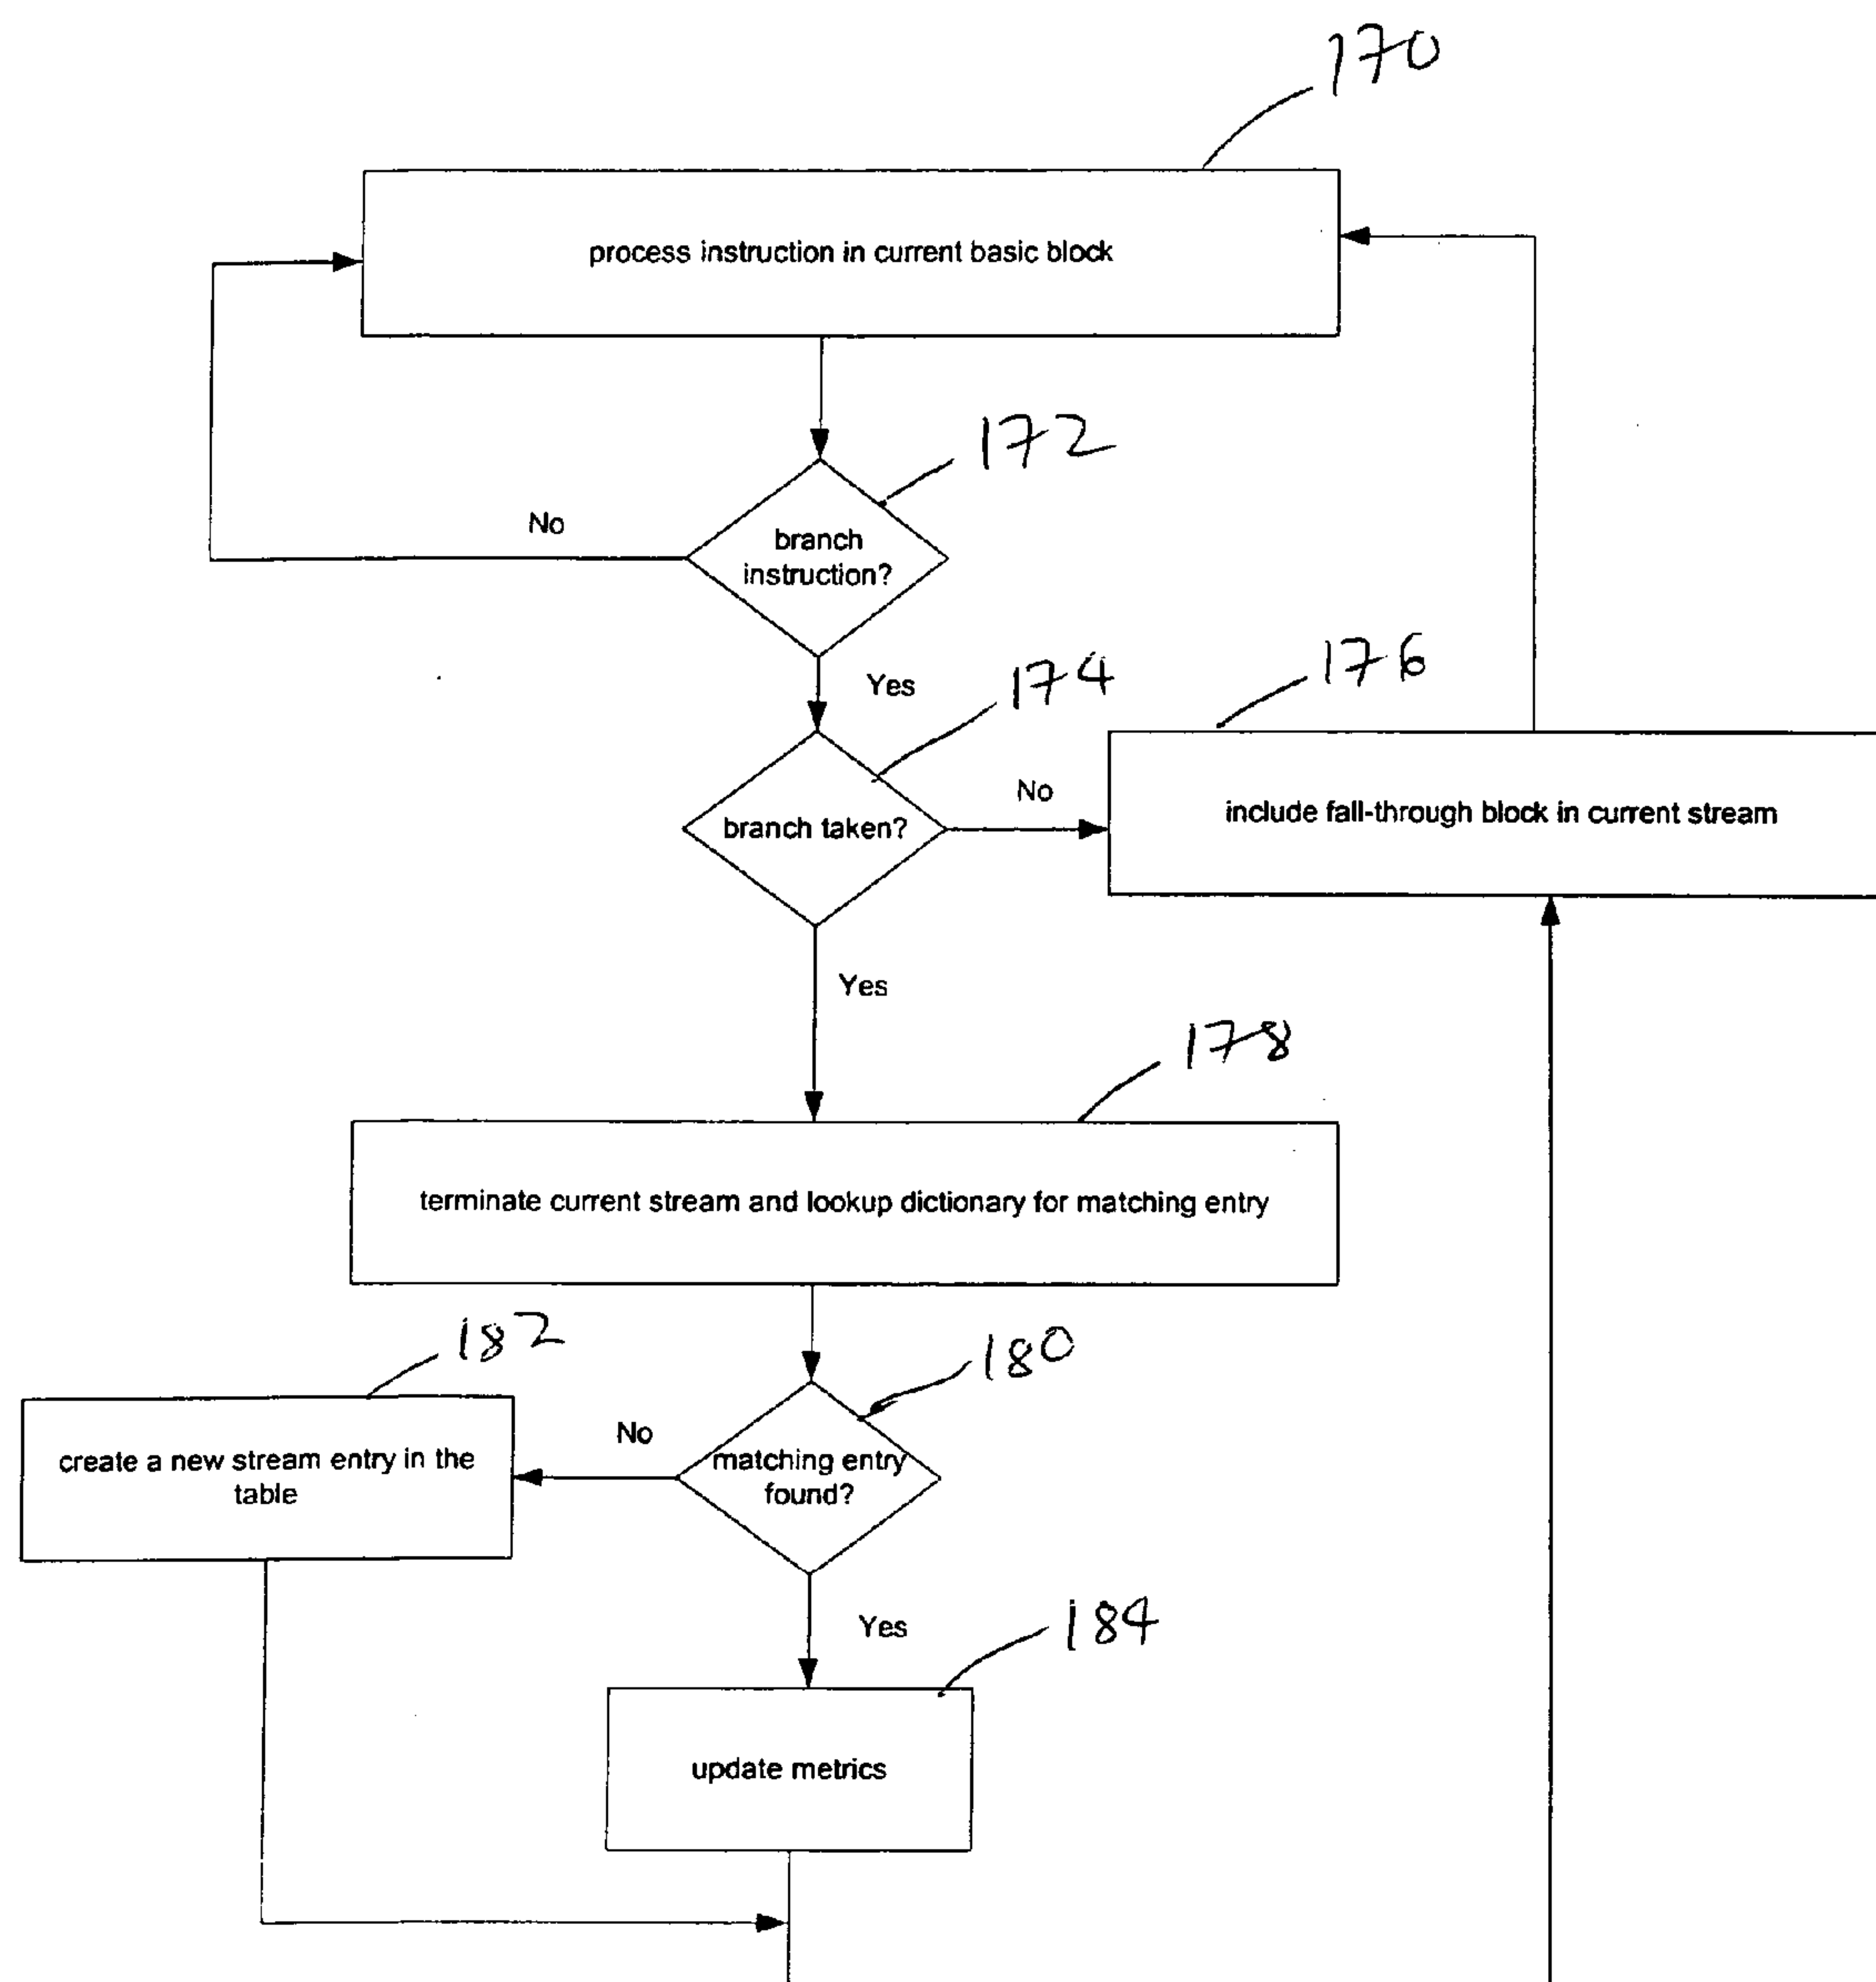 170
process instruction in current basic block
172
No
branch
instruction?
Yes
174
176
branch taken?
No
include fall-through block in current stream
Yes
178
terminate current stream and lookup dictionary for matching entry
182
180
create a new stream entry in the
table
No
matching entry
found?
Yes
184
update metrics